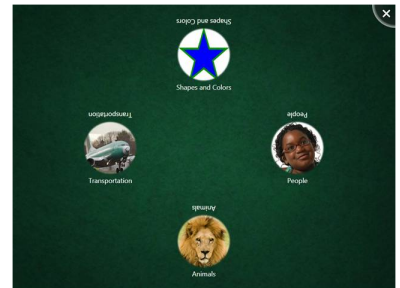 Shapes and Colors
Shapes and Colors
Transportation
People
Transportation
People
Animals
Animals